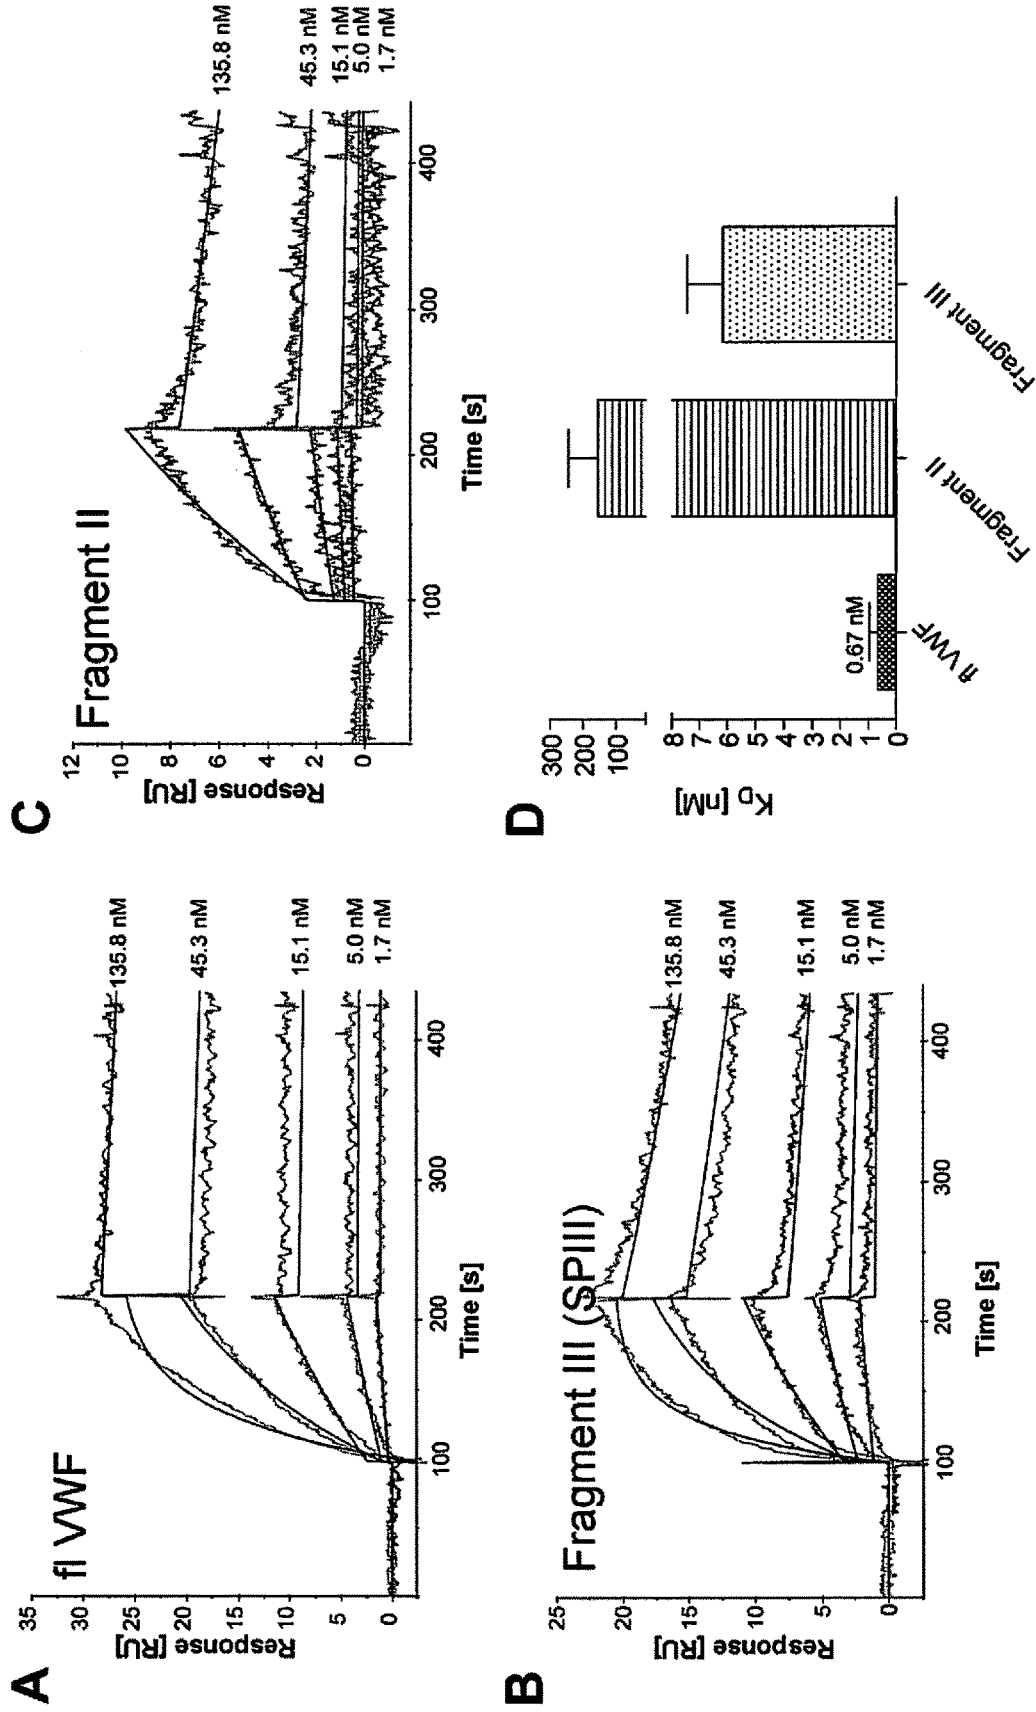 A
fl VWF
35
30
25
20
15
10
5
0
Response [RU]
100
200
300
400
Time [s]
135.8 nM
45.3 nM
15.1 nM
5.0 nM
1.7 nM
B
Fragment III (SPIII)
25
20
15
10
5
0
Response [RU]
100
200
300
400
Time [s]
135.8 nM
45.3 nM
15.1 nM
5.0 nM
1.7 nM
C
Fragment II
12
10
8
6
4
2
0
Response [RU]
100
200
300
400
Time [s]
135.8 nM
45.3 nM
15.1 nM
5.0 nM
1.7 nM
D
300
200
100
8
7
6
5
4
3
2
1
0
KD [nM]
0.67 nM
fl VWF
Fragment II
Fragment III